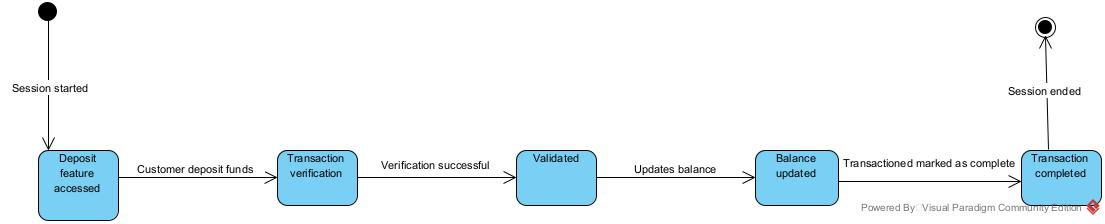 Session started
Session ended
Deposit
feature
accessed
Customer deposit funds
Transaction
verification
Verification successful
Validated
Updates balance
Balance
updated
Transactioned marked as complete
Transaction
completed
Powered By Visual Paradigm Community Edition